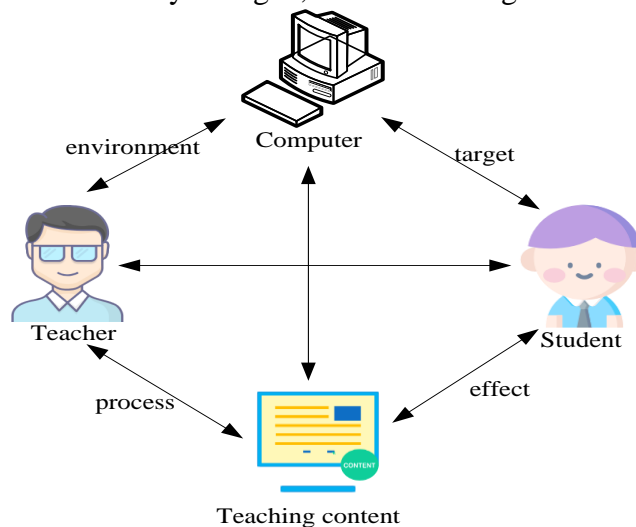 Computer
environment
target
Teacher
Student
process
effect
CONTENT
Teaching content